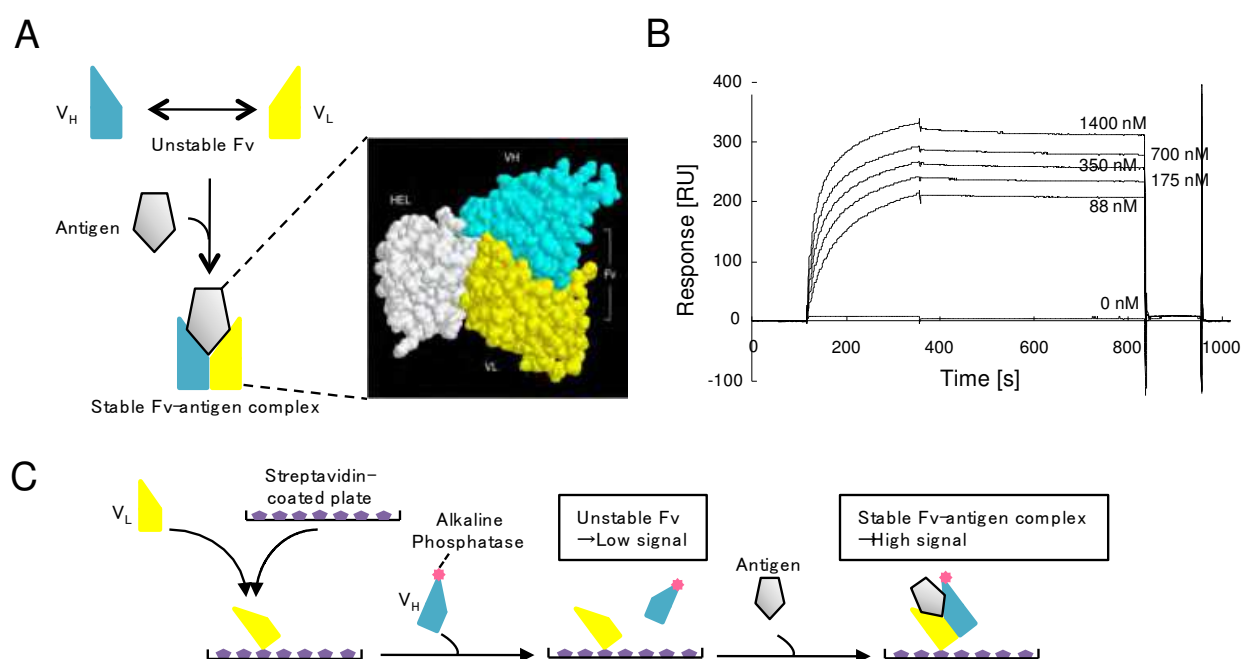 A
V_H
V_L
Unstable Fv
Antigen
Stable Fv-antigen complex
HEL
VH
Fv
VL
B
Response [RU]
400
300
200
100
0
-100
0
200
400
600
800
1000
Time [s]
1400 nM
700 nM
350 nM
175 nM
88 nM
0 nM
C
V_L
Streptavidin-
coated plate
Alkaline
Phosphatase
V_H
Unstable Fv
→Low signal
Antigen
Stable Fv-antigen complex
→High signal